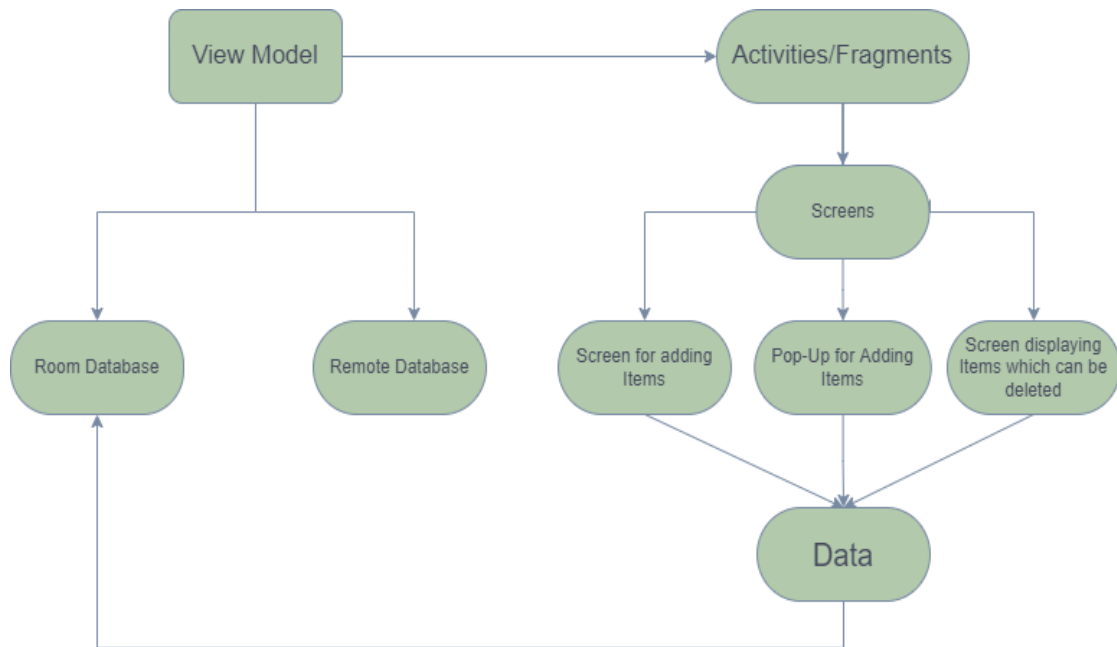 View Model
Activities/Fragments
Screens
Room Database
Remote Database
Screen for adding
Items
Pop-Up for Adding
Items
Screen displaying
Items which can be
deleted
Data